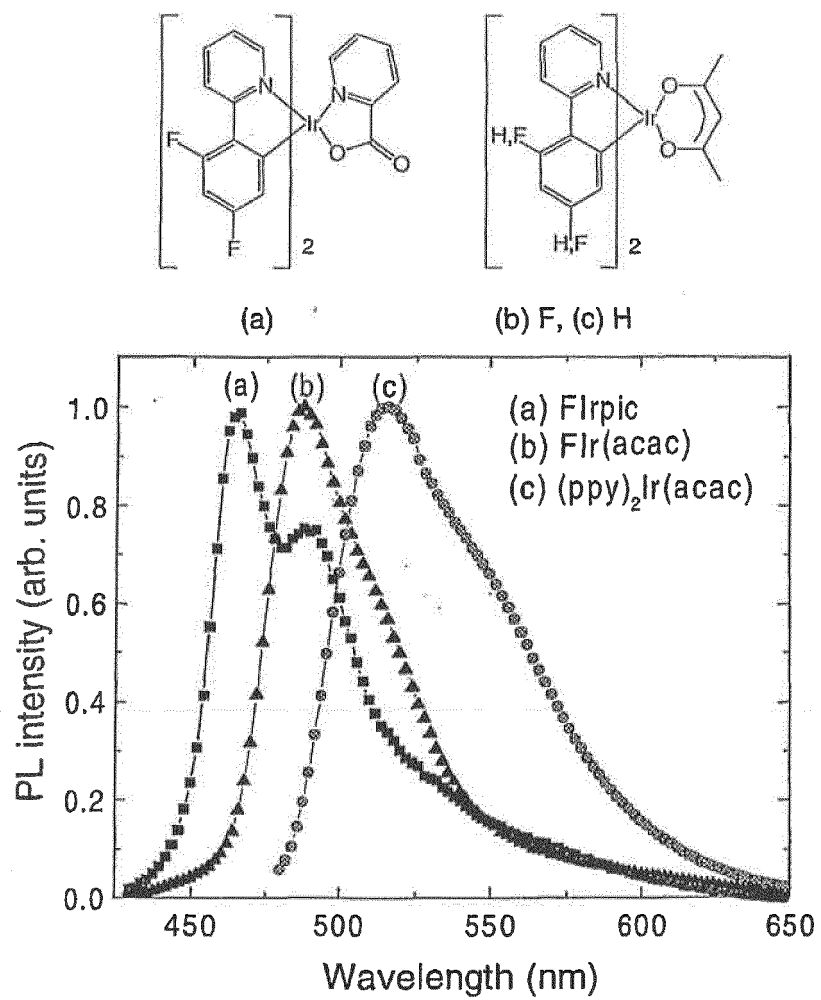 N
N
Ir
O
O
F
F
2
N
O
Ir
O
H,F
H,F
2
(a)
(b) F, (c) H
(a)
(b)
(c)
(a) FIrpic
(b) FIr(acac)
(c) (ppy)2Ir(acac)
1.0
0.8
0.6
0.4
0.2
0.0
PL intensity (arb. units)
450
500
550
600
650
Wavelength (nm)